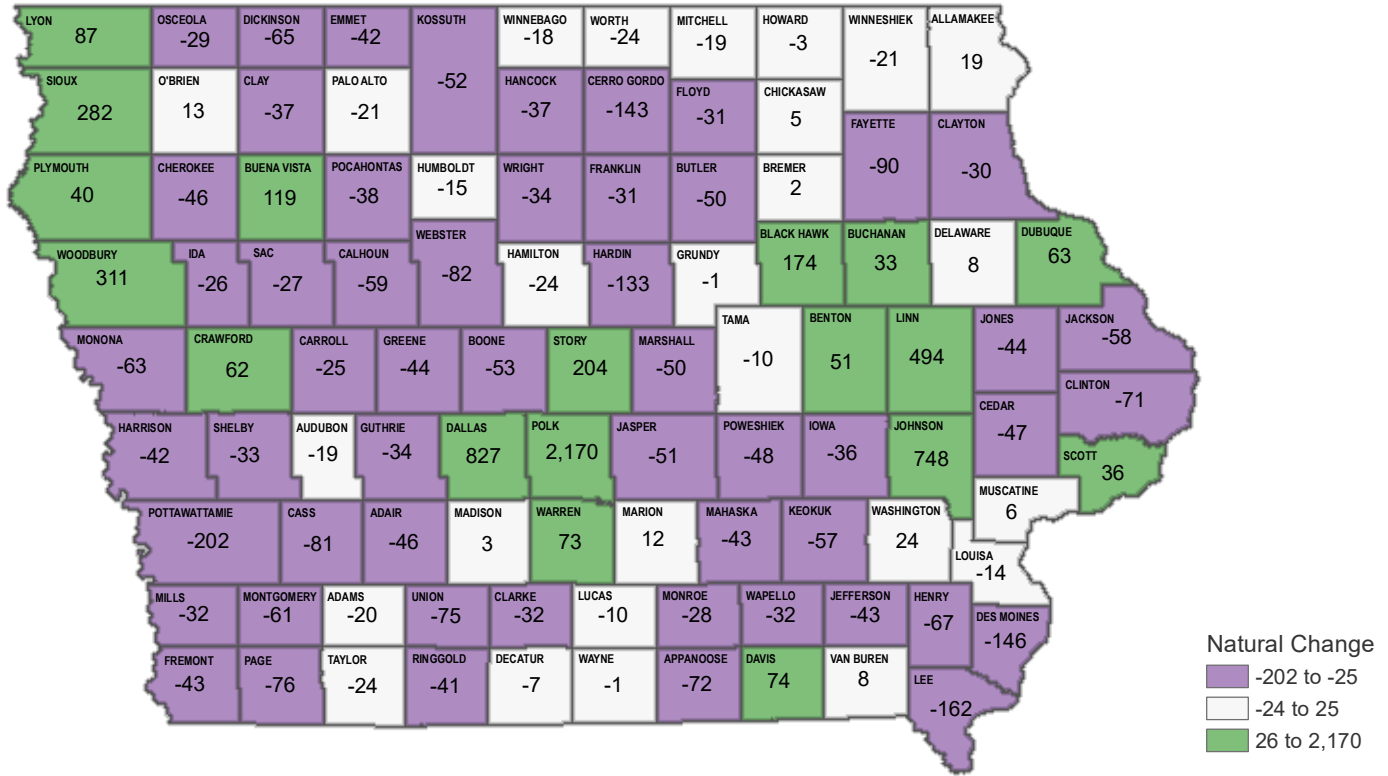 LYON
87
OSCEOLA
-29
DICKINSON
-65
EMMET
-42
KOSSUTH
-52
WINNEBAGO
-18
WORTH
-24
MITCHELL
-19
HOWARD
-3
WINNESHIEK
-21
ALLAMAKEE
19
SIOUX
282
O'BRIEN
13
CLAY
-37
PALO ALTO
-21
HANCOCK
-37
CERRO GORDO
-143
FLOYD
-31
CHICKASAW
5
FAYETTE
-90
CLAYTON
-30
PLYMOUTH
40
CHEROKEE
-46
BUENA VISTA
119
POCAHONTAS
-38
HUMBOLDT
-15
WRIGHT
-34
FRANKLIN
-31
BUTLER
-50
BREMER
2
WOODBURY
311
IDA
-26
SAC
-27
CALHOUN
-59
WEBSTER
-82
HAMILTON
-24
HARDIN
-133
GRUNDY
-1
BLACK HAWK
174
BUCHANAN
33
DELAWARE
8
DUBUQUE
63
MONONA
-63
CRAWFORD
62
CARROLL
-25
GREENE
-44
BOONE
-53
STORY
204
MARSHALL
-50
TAMA
-10
BENTON
51
LINN
494
JONES
-44
JACKSON
-58
CLINTON
-71
CEDAR
-47
HARRISON
-42
SHELBY
-33
AUDUBON
-19
GUTHRIE
-34
DALLAS
827
POLK
2,170
JASPER
-51
POWESHIEK
-48
IOWA
-36
JOHNSON
748
SCOTT
36
MUSCATINE
6
POTTAWATTAMIE
-202
CASS
-81
ADAIR
-46
MADISON
3
WARREN
73
MARION
12
MAHASKA
-43
KEOKUK
-57
WASHINGTON
24
LOUISA
-14
MILLS
-32
MONTGOMERY
-61
ADAMS
-20
UNION
-75
CLARKE
-32
LUCAS
-10
MONROE
-28
WAPELLO
-32
JEFFERSON
-43
HENRY
-67
DES MOINES
-146
FREMONT
-43
PAGE
-76
TAYLOR
-24
RINGGOLD
-41
DECATUR
-7
WAYNE
-1
APPANOOSE
-72
DAVIS
74
VAN BUREN
8
LEE
-162
Natural Change
-202 to -25
-24 to 25
26 to 2,170